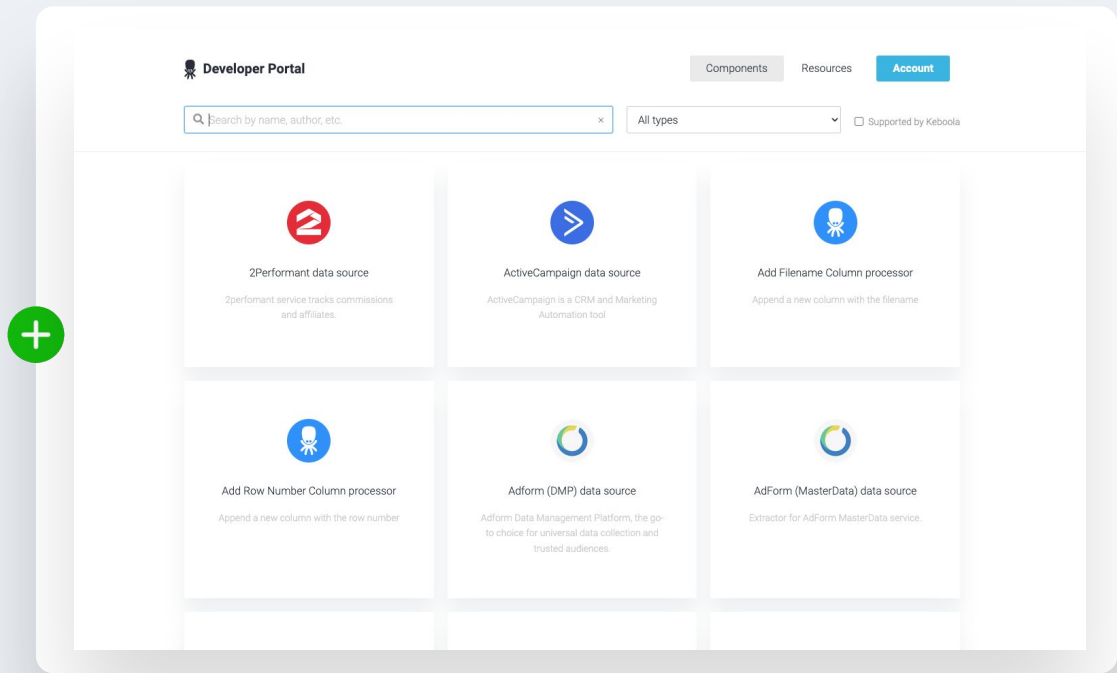 Developer Portal
Components
Resources
Account
Search by name, author, etc.
×
All types
Supported by Keboola
2Performant data source
2perfomant service tracks commissions
and affiliates.
ActiveCampaign data source
ActiveCampaign is a CRM and Marketing
Automation tool
Add Filename Column processor
Append a new column with the filename
Add Row Number Column processor
Append a new column with the row number
Adform (DMP) data source
Adform Data Management Platform, the go-
to choice for universal data collection and
trusted audiences.
AdForm (MasterData) data source
Extractor for AdForm MasterData service.